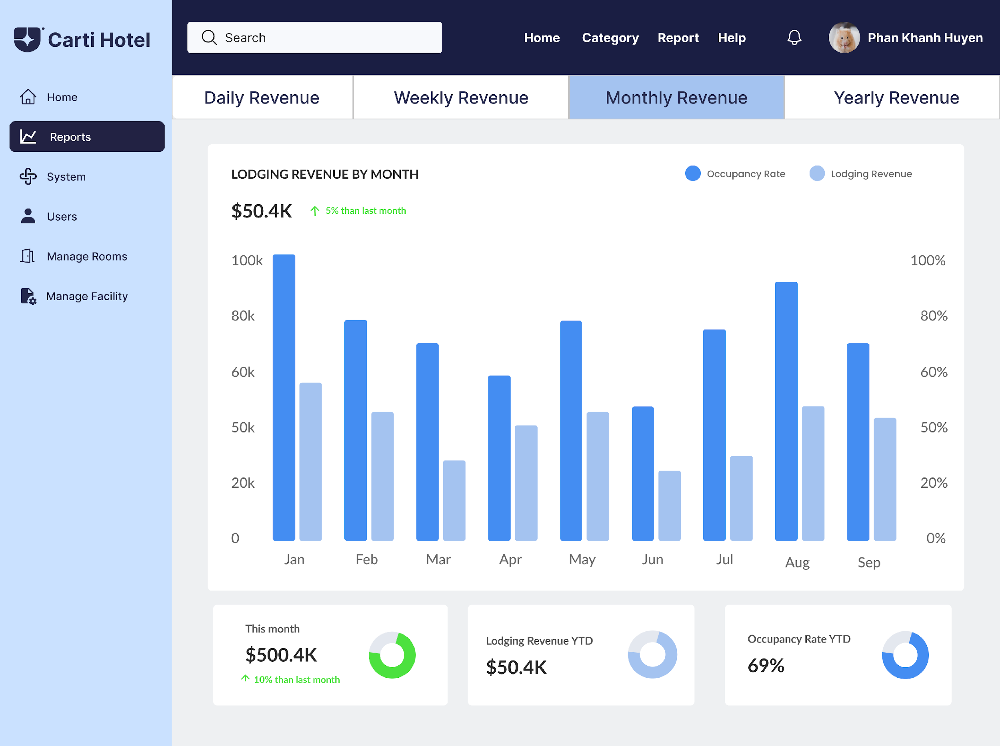 Carti Hotel
Search
Home Category Report Help
Phan Khanh Huyen
Home
Reports
System
Users
Manage Rooms
Manage Facility
Daily Revenue Weekly Revenue Monthly Revenue Yearly Revenue
LODGING REVENUE BY MONTH
Occupancy Rate Lodging Revenue
$50.4K 5% than last month
100k 100%
80k 80%
60k 60%
50k 50%
20k 20%
0 0%
Jan Feb Mar Apr May Jun Jul Aug Sep
This month
$500.4K
10% than last month
Lodging Revenue YTD
$50.4K
Occupancy Rate YTD
69%